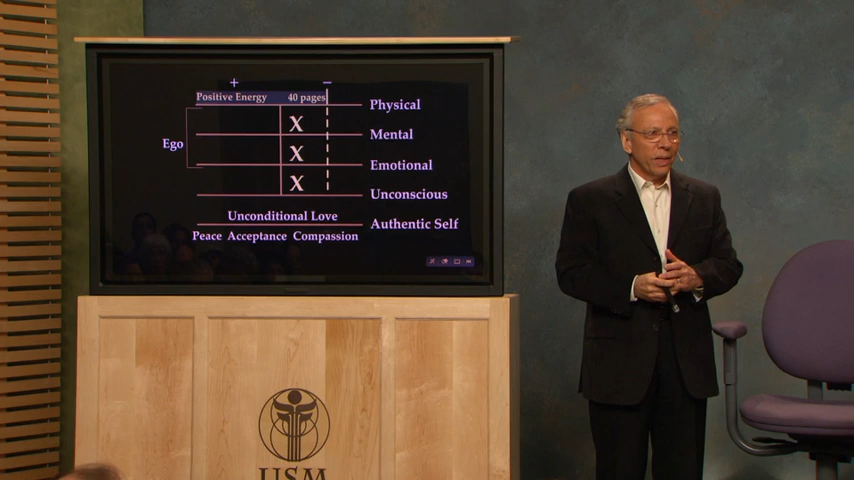 + −
Positive Energy 40 pages
Physical
X
Mental
Ego
X
Emotional
X
Unconscious
Unconditional Love
Authentic Self
Peace Acceptance Compassion
USM